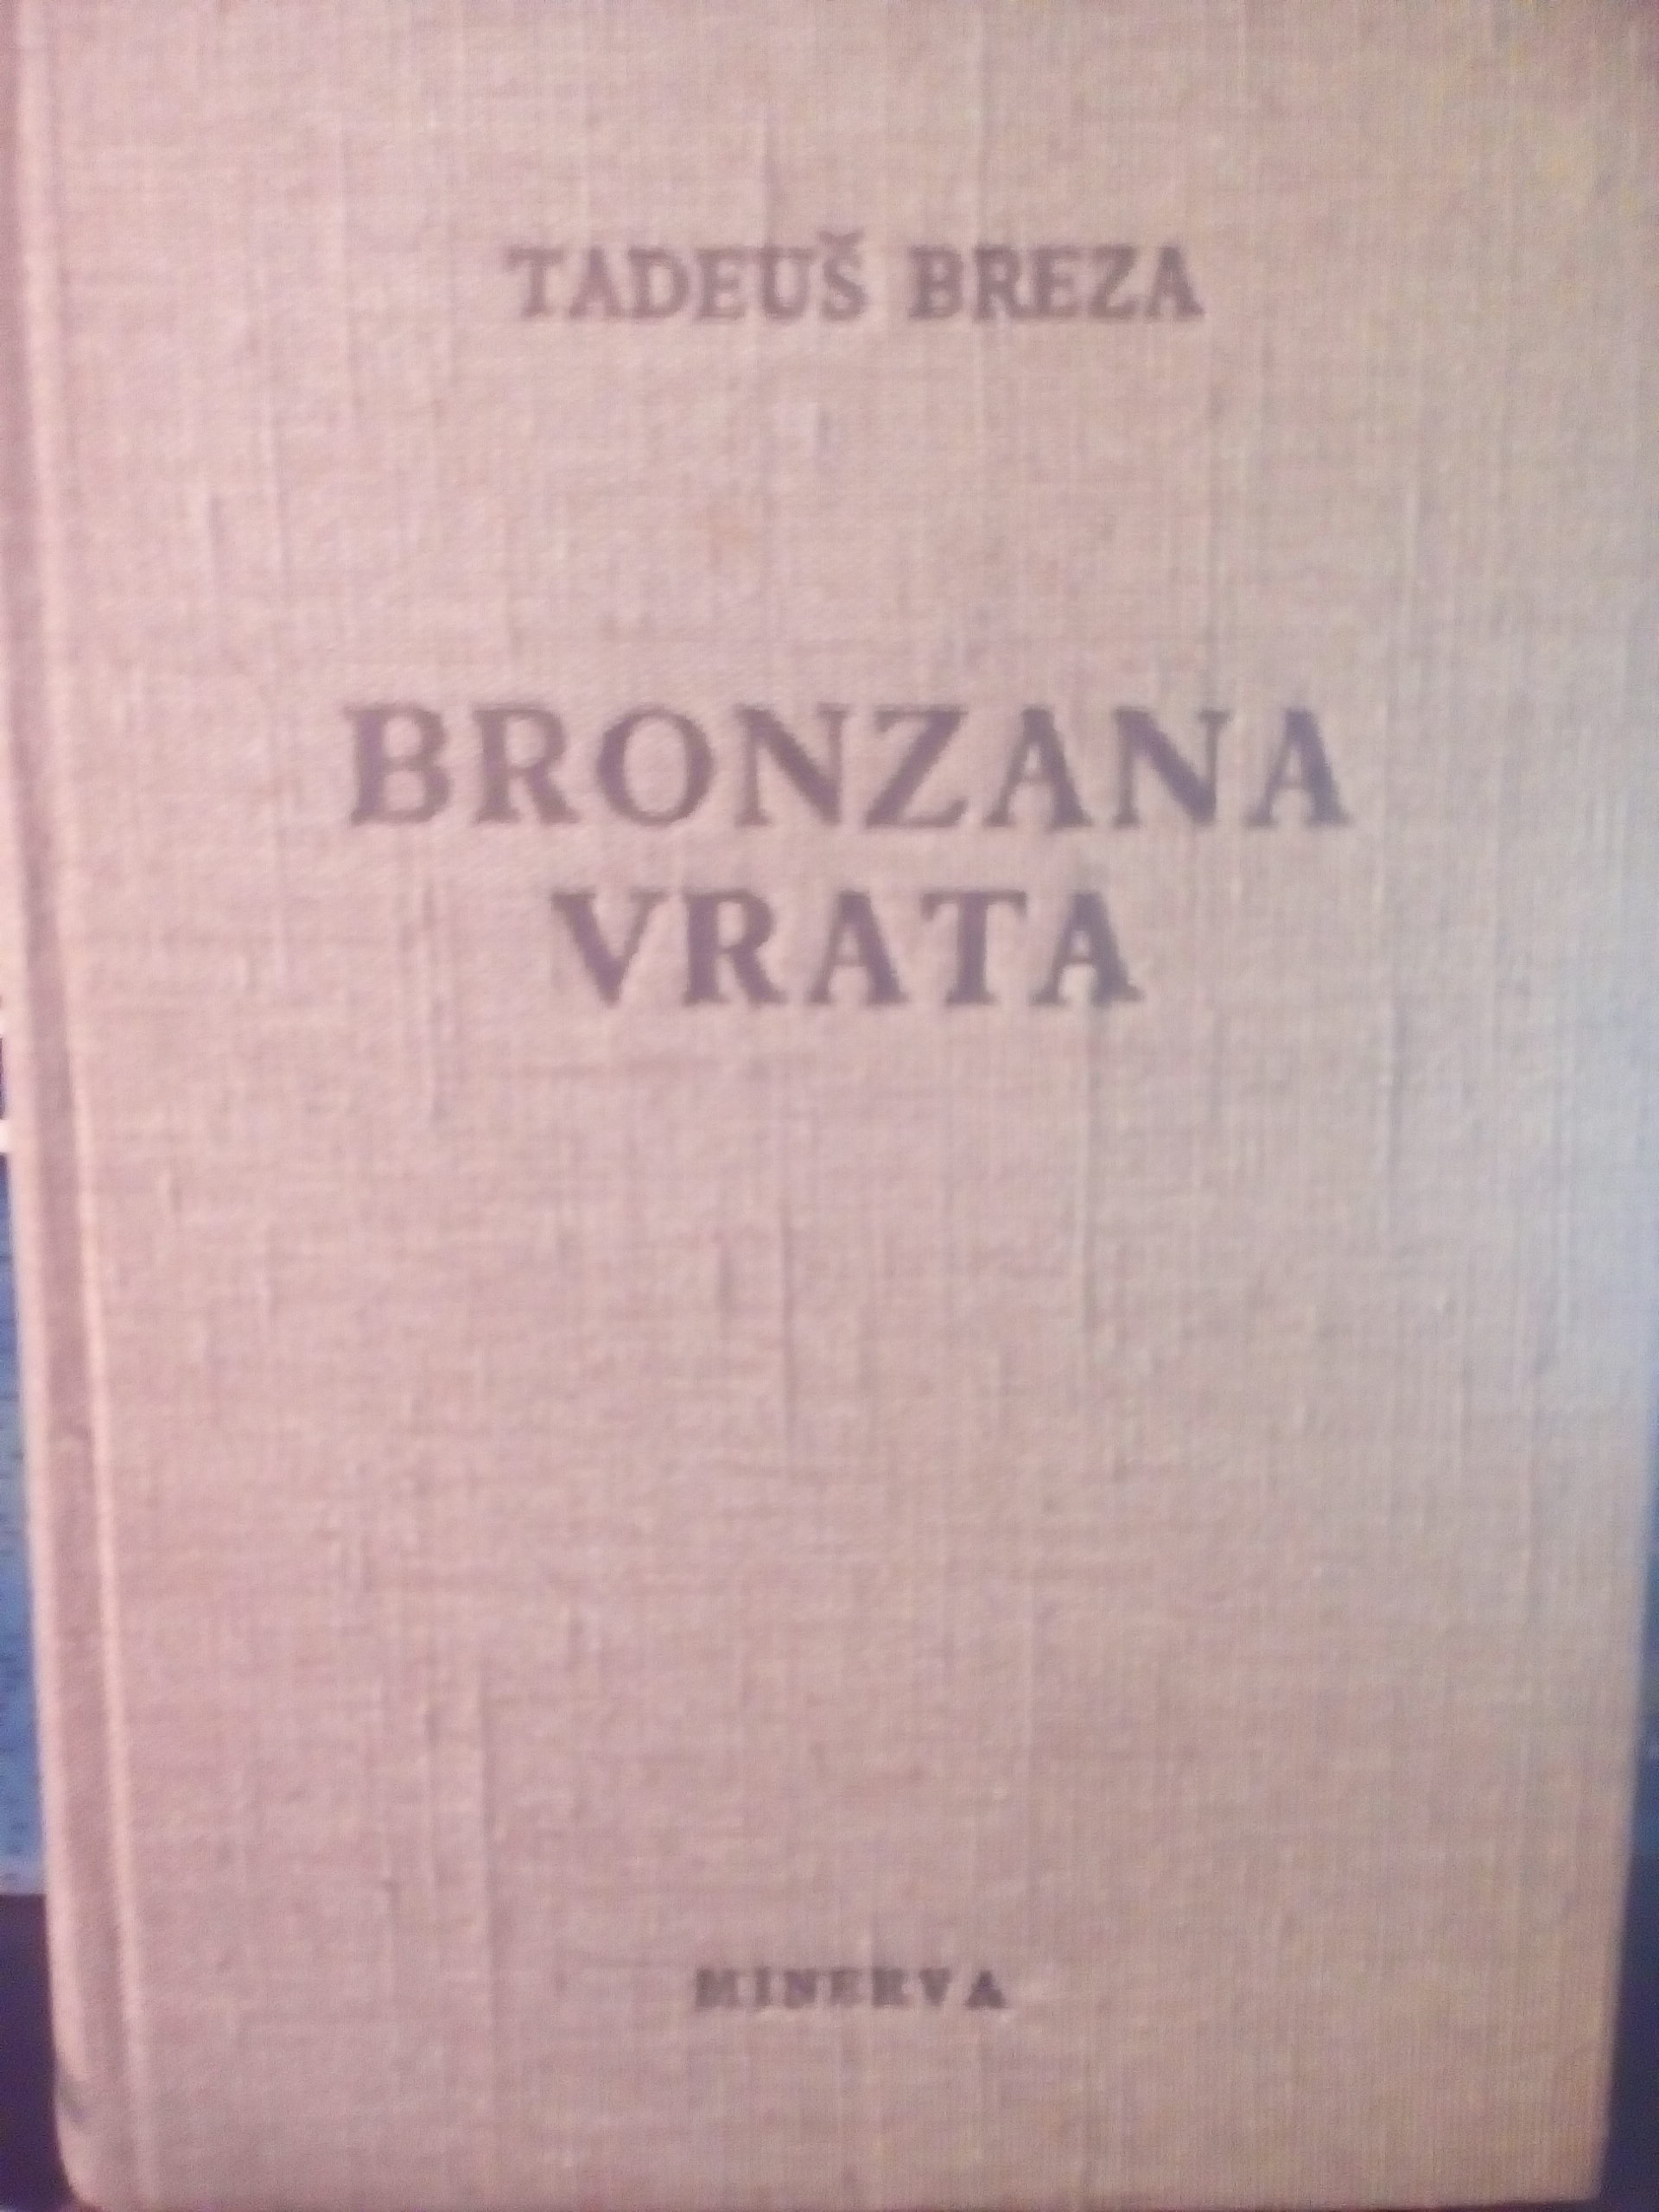 TADEUŠ BREZA
BRONZANA
VRATA
MINERVA